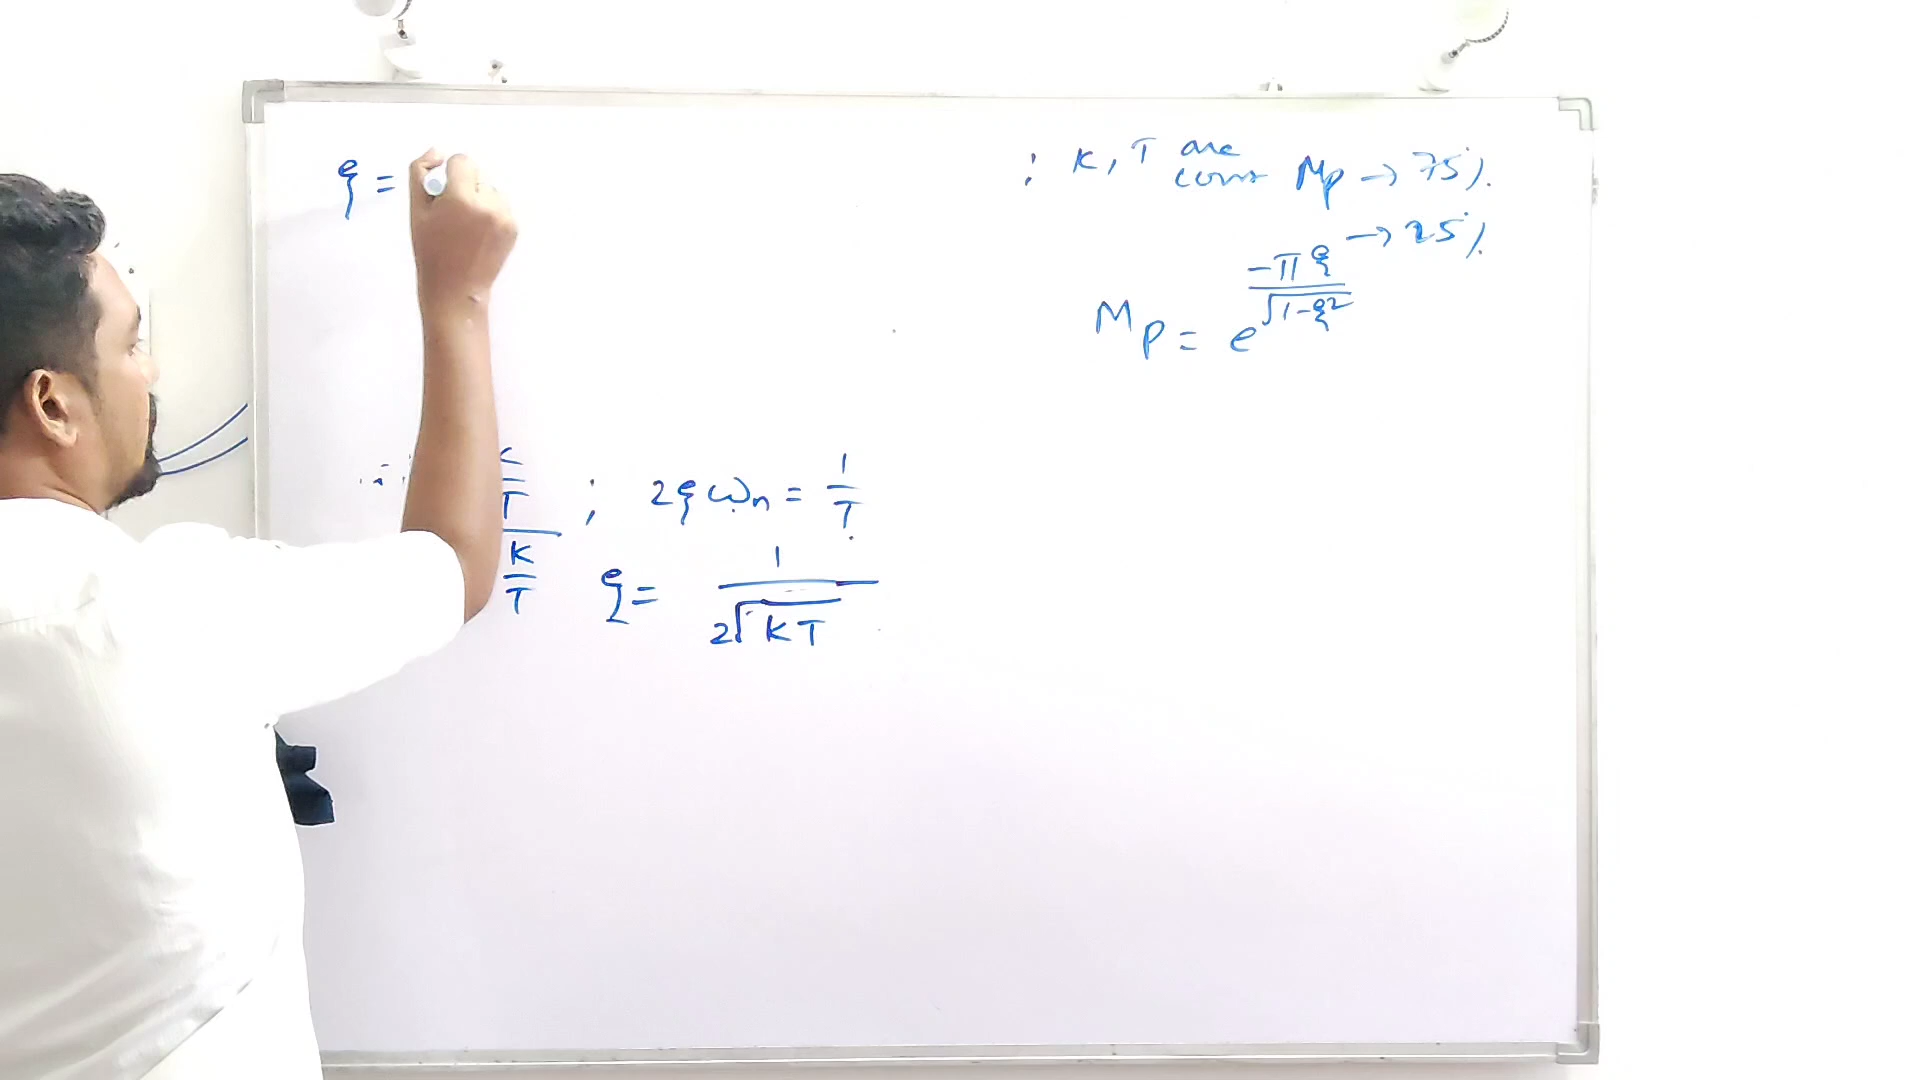 ξ =
; K, T are const Mp → 75%.
→ 25%
Mp = e^(-πξ/√(1-ξ²))
K/T ; 2ξωn = 1/T
K/T ξ = 1/(2√KT)